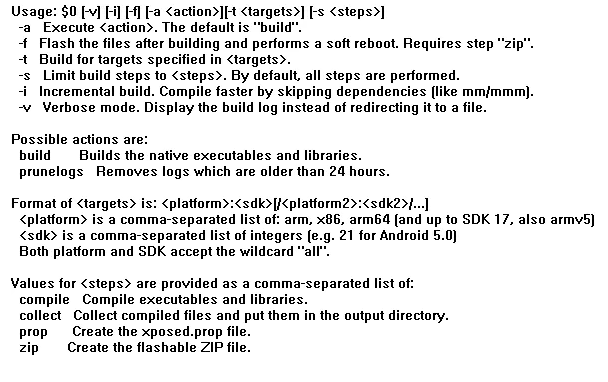 Usage: $0 [-v] [-i] [-f] [-a <action>][-t <targets>] [-s <steps>]
-a Execute <action>. The default is "build".
-f Flash the files after building and performs a soft reboot. Requires step "zip".
-t Build for targets specified in <targets>.
-s Limit build steps to <steps>. By default, all steps are performed.
-i Incremental build. Compile faster by skipping dependencies (like mm/mmm).
-v Verbose mode. Display the build log instead of redirecting it to a file.

Possible actions are:
build Builds the native executables and libraries.
prunelogs Removes logs which are older than 24 hours.

Format of <targets> is: <platform>:<sdk>[/<platform2>:<sdk2>/...]
<platform> is a comma-separated list of: arm, x86, arm64 (and up to SDK 17, also armv5)
<sdk> is a comma-separated list of integers (e.g. 21 for Android 5.0)
Both platform and SDK accept the wildcard "all".

Values for <steps> are provided as a comma-separated list of:
compile Compile executables and libraries.
collect Collect compiled files and put them in the output directory.
prop Create the xposed.prop file.
zip Create the flashable ZIP file.